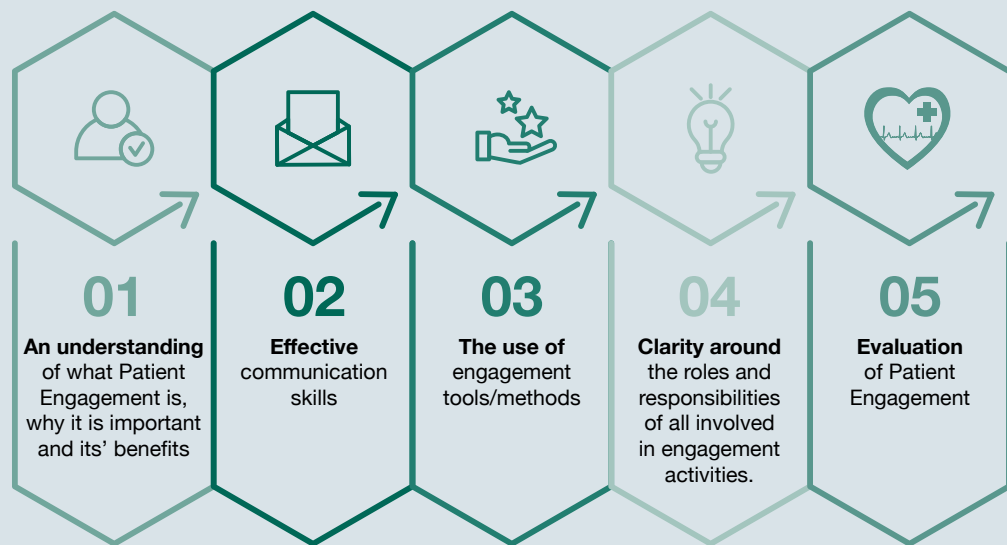 01
An understanding
of what Patient
Engagement is,
why it is important
and its’ benefits
02
Effective
communication
skills
03
The use of
engagement
tools/methods
04
Clarity around
the roles and
responsibilities
of all involved
in engagement
activities.
05
Evaluation
of Patient
Engagement